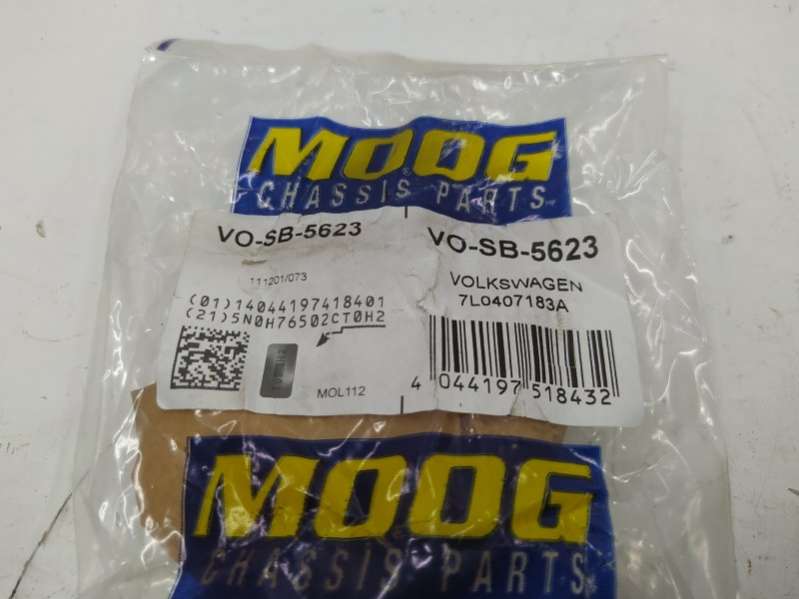 MOOG
CHASSIS PARTS
VO-SB-5623
111201/073
(01)14044197418401
(21)5N0H76502CT0H2
MOL112
VO-SB-5623
VOLKSWAGEN
7L0407183A
4 044197 518432
MOOG
CHASSIS PARTS